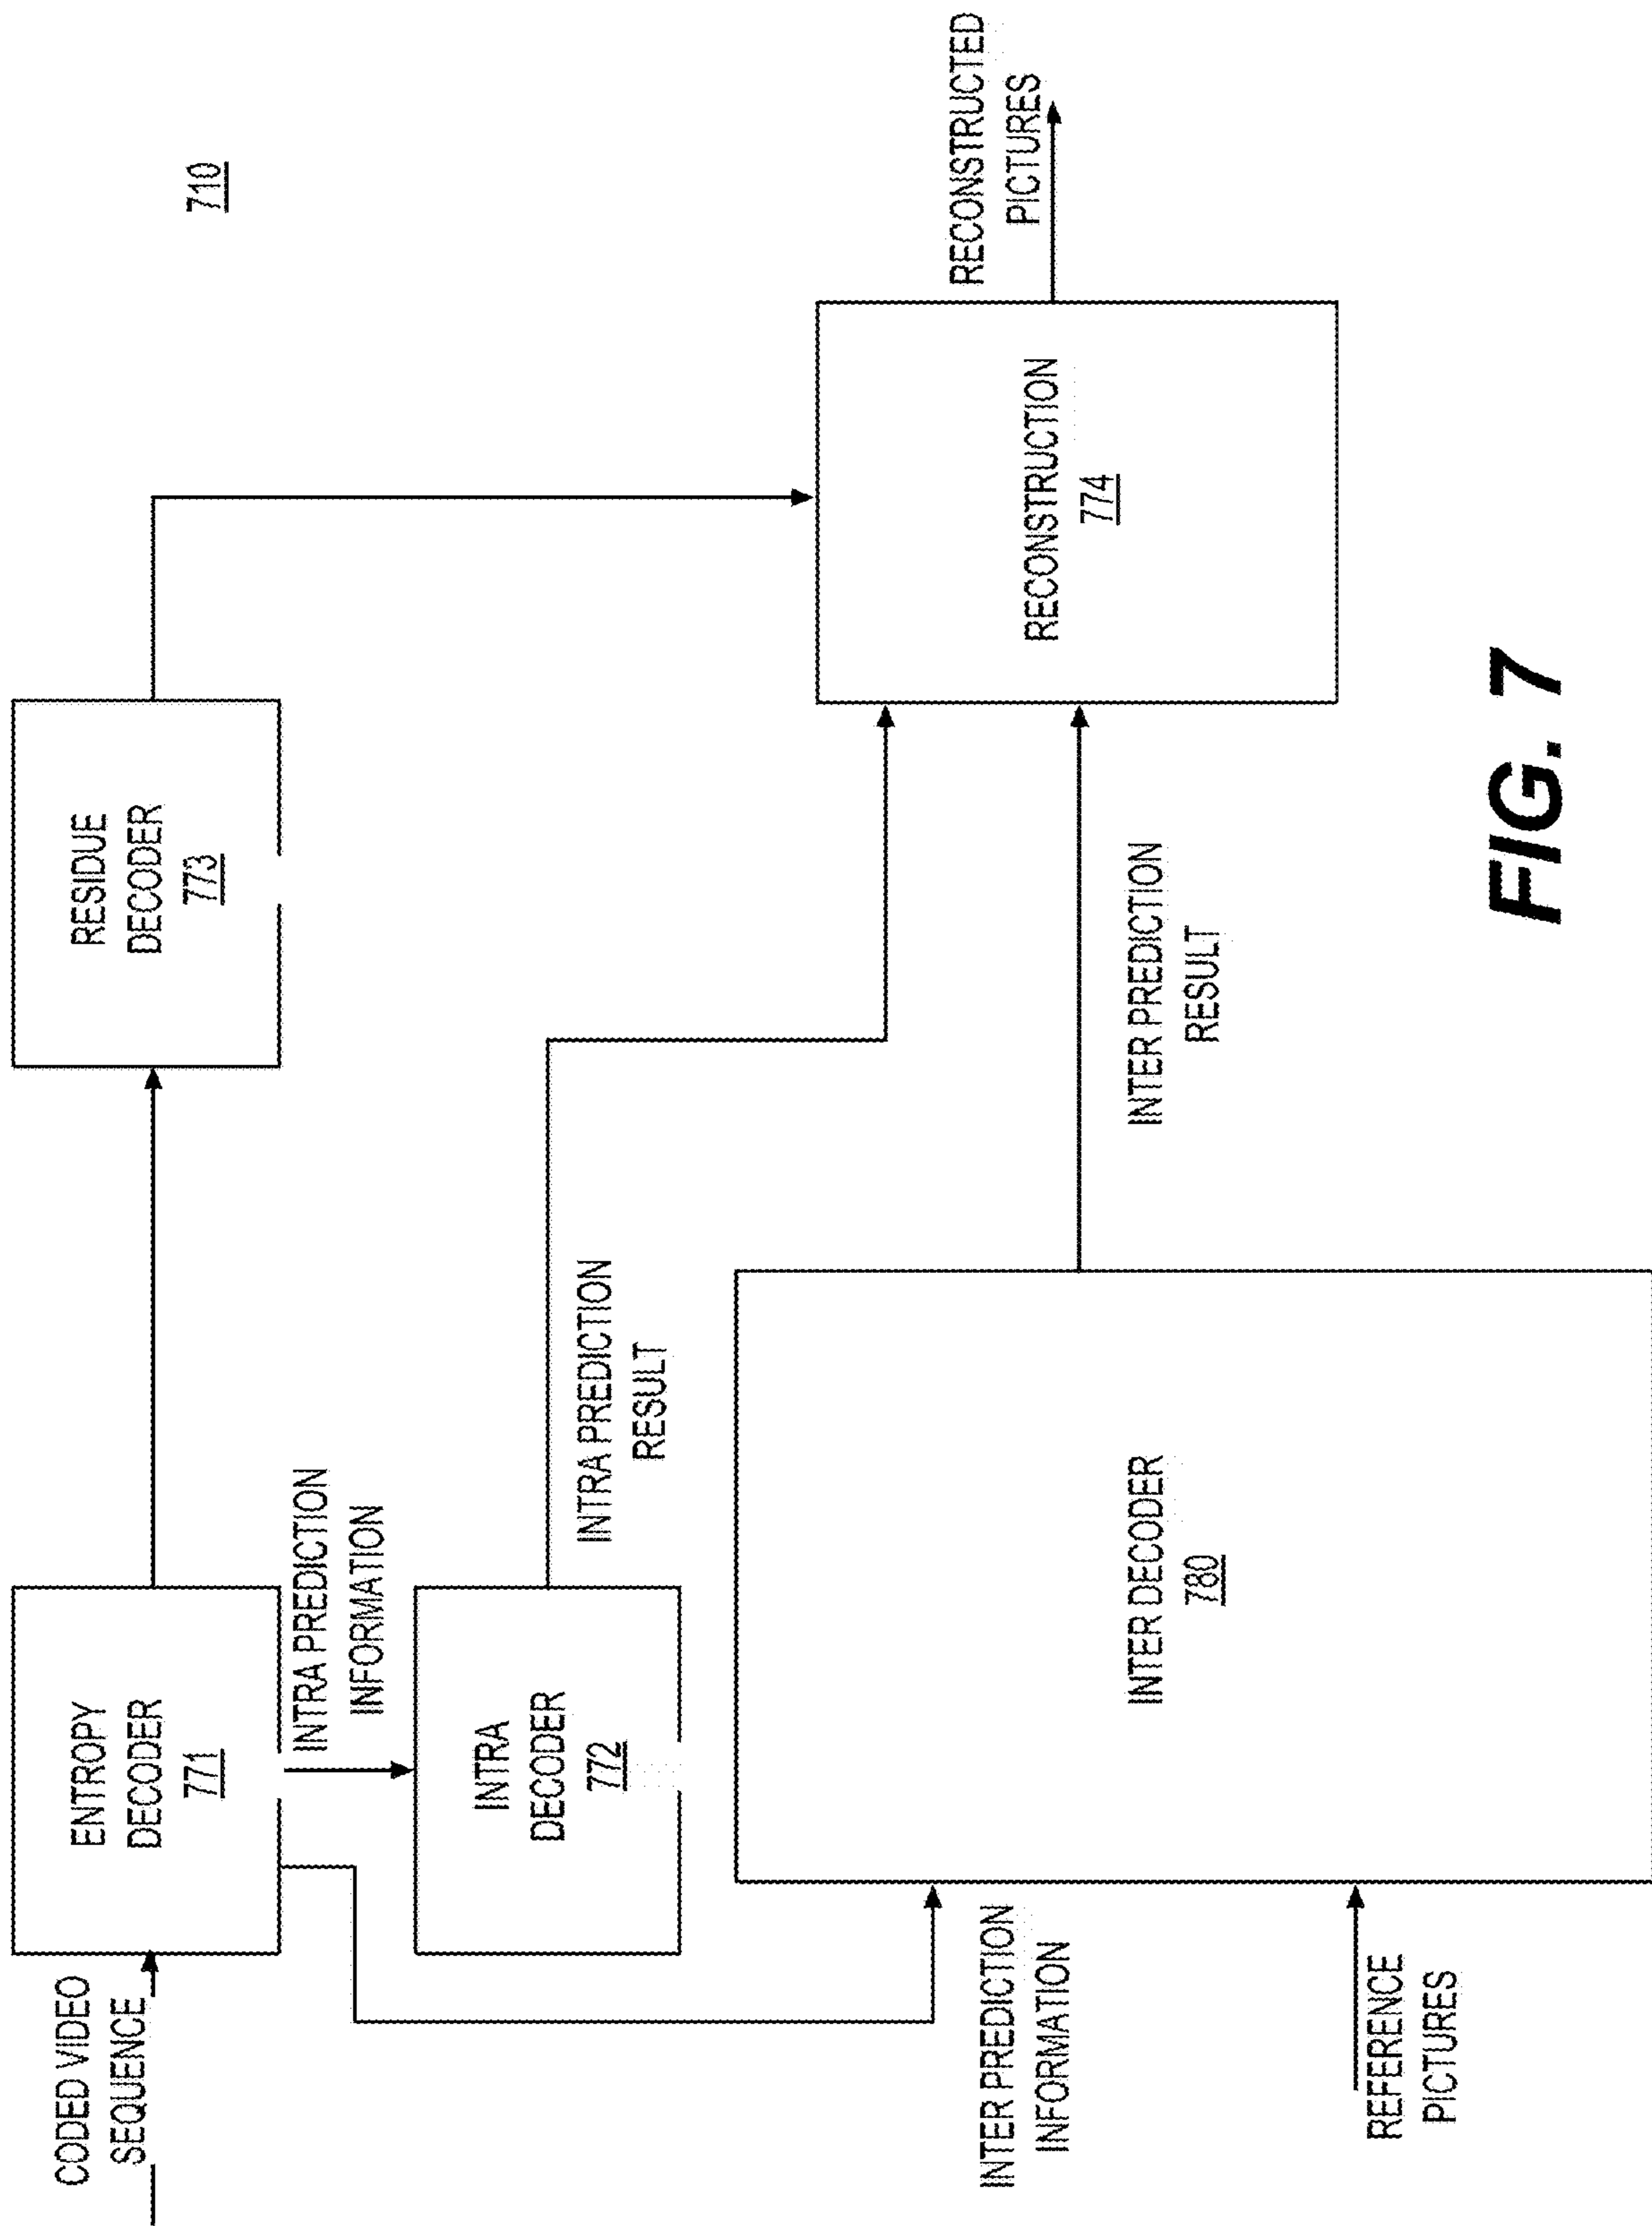 710
CODED VIDEO
SEQUENCE
ENTROPY
DECODER
771
RESIDUE
DECODER
773
INTRA PREDICTION
INFORMATION
INTRA
DECODER
772
INTRA PREDICTION
RESULT
RECONSTRUCTED
PICTURES
RECONSTRUCTION
774
INTER PREDICTION
INFORMATION
INTER DECODER
780
INTER PREDICTION
RESULT
REFERENCE
PICTURES
FIG. 7